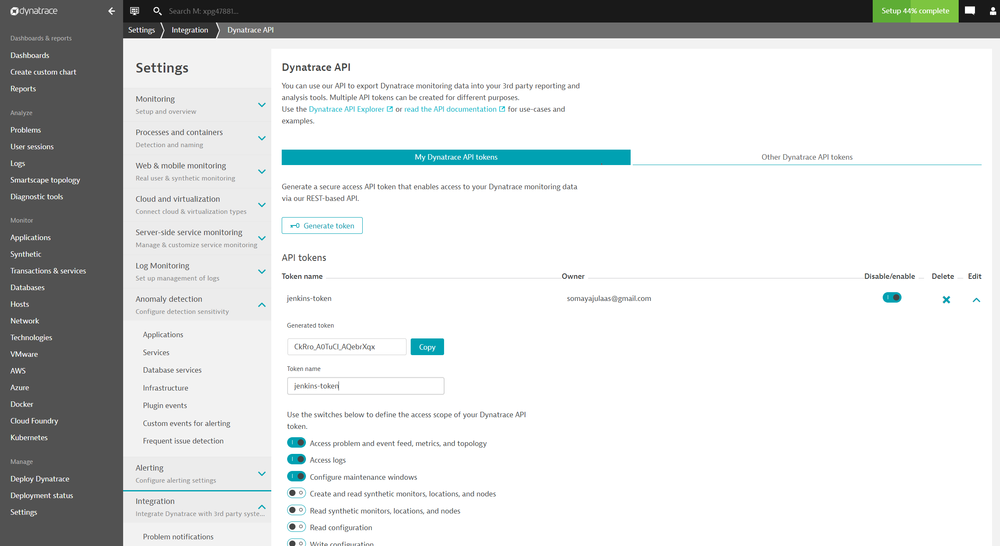 dynatrace
Search M: xpg47881...
Setup 44% complete
Settings
Integration
Dynatrace API
Dashboards & reports
Dashboards
Create custom chart
Reports
Analyze
Problems
User sessions
Logs
Smartscape topology
Diagnostic tools
Monitor
Applications
Synthetic
Transactions & services
Databases
Hosts
Network
Technologies
VMware
AWS
Azure
Docker
Cloud Foundry
Kubernetes
Manage
Deploy Dynatrace
Deployment status
Settings
Settings
Monitoring
Setup and overview
Processes and containers
Detection and naming
Web & mobile monitoring
Real user & synthetic monitoring
Cloud and virtualization
Connect cloud & virtualization types
Server-side service monitoring
Manage & customize service monitoring
Log Monitoring
Set up management of logs
Anomaly detection
Configure detection sensitivity
Applications
Services
Database services
Infrastructure
Plugin events
Custom events for alerting
Frequent issue detection
Alerting
Configure alerting settings
Integration
Integrate Dynatrace with 3rd party syste...
Problem notifications
Dynatrace API
You can use our API to export Dynatrace monitoring data into your 3rd party reporting and
analysis tools. Multiple API tokens can be created for different purposes.
Use the Dynatrace API Explorer or read the API documentation for use-cases and
examples.
My Dynatrace API tokens
Other Dynatrace API tokens
Generate a secure access API token that enables access to your Dynatrace monitoring data
via our REST-based API.
Generate token
API tokens
Token name Owner Disable/enable Delete Edit
jenkins-token somayajulaas@gmail.com
Generated token
CkRro_A0TuCl_AQebrXqx
Copy
Token name
jenkins-token
Use the switches below to define the access scope of your Dynatrace API
token.
Access problem and event feed, metrics, and topology
Access logs
Configure maintenance windows
Create and read synthetic monitors, locations, and nodes
Read synthetic monitors, locations, and nodes
Read configuration
Write configuration